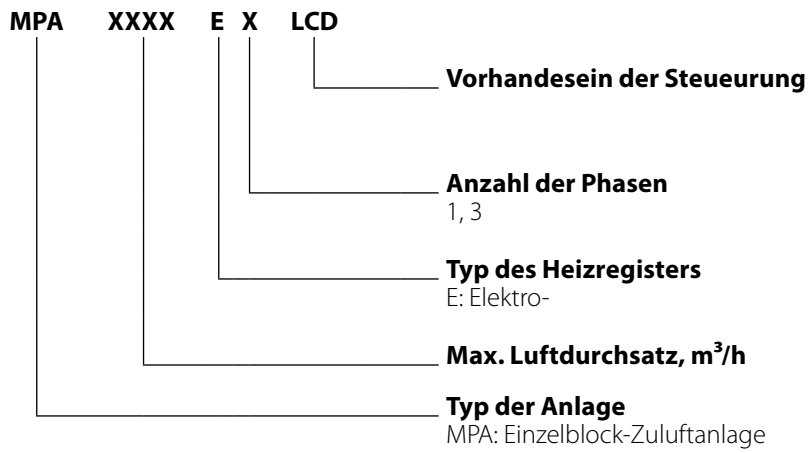 MPA XXXX E X LCD
Vorhandesein der Steueurung
Anzahl der Phasen
1, 3
Typ des Heizregisters
E: Elektro-
Max. Luftdurchsatz, m³/h
Typ der Anlage
MPA: Einzelblock-Zuluftanlage